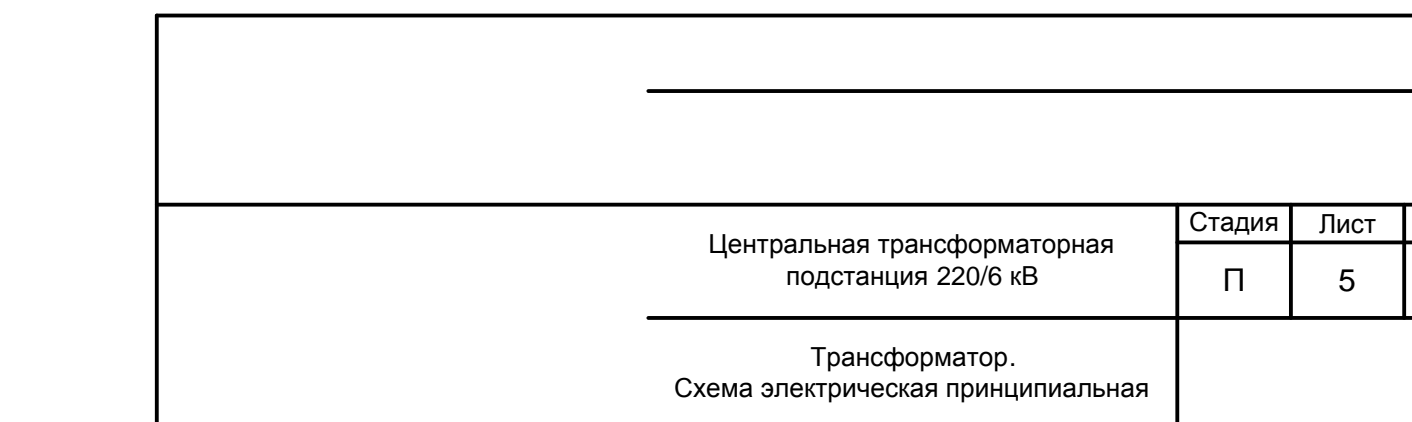 Центральная трансформаторная
подстанция 220/6 кВ
Стадия
Лист
П
5
Трансформатор.
Схема электрическая принципиальная